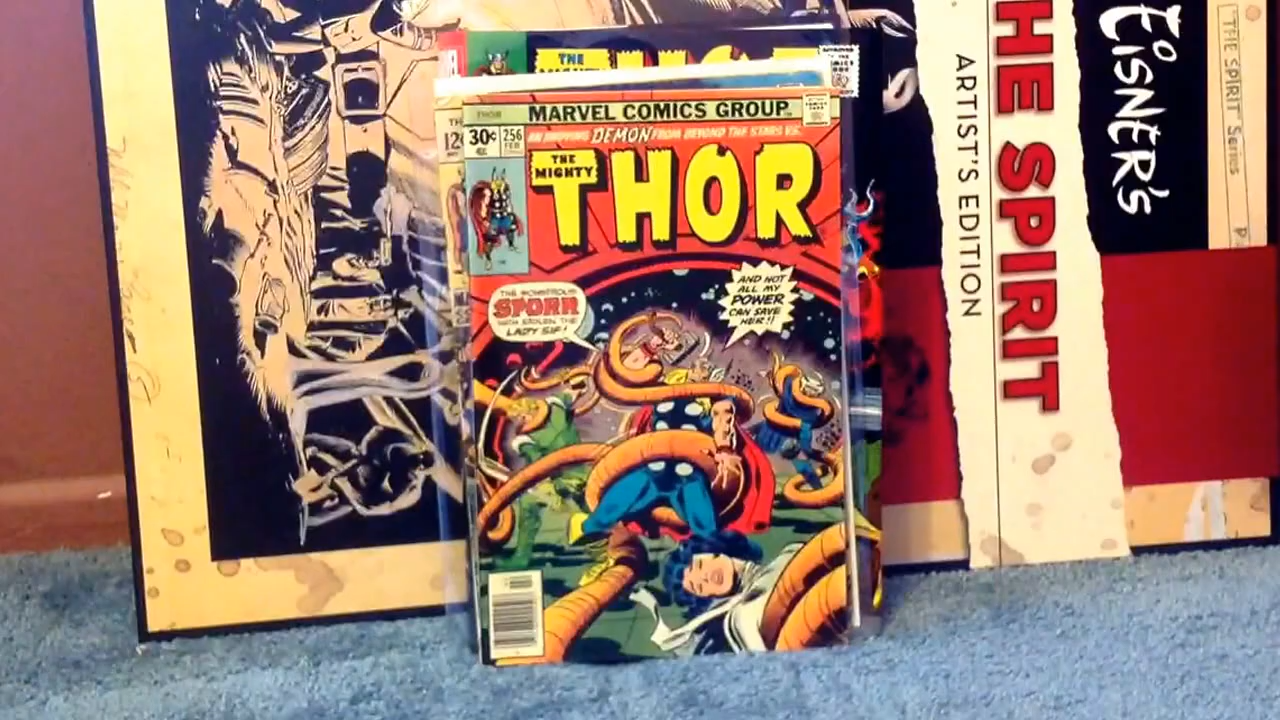 THE
MIGHTY
MARVEL COMICS GROUP
THOR
30¢
256
FEB
AN DEMON FROM BEYOND THE STARS VS.
THE
MIGHTY
THOR
THE MONSTROUS
SPORR
HATH STOLEN THE
LADY SIF!
AND NOT
ALL MY
POWER
CAN SAVE
HER!!
HE SPIRIT
ARTIST'S EDITION
EISNER'S
"THE SPIRIT" Series